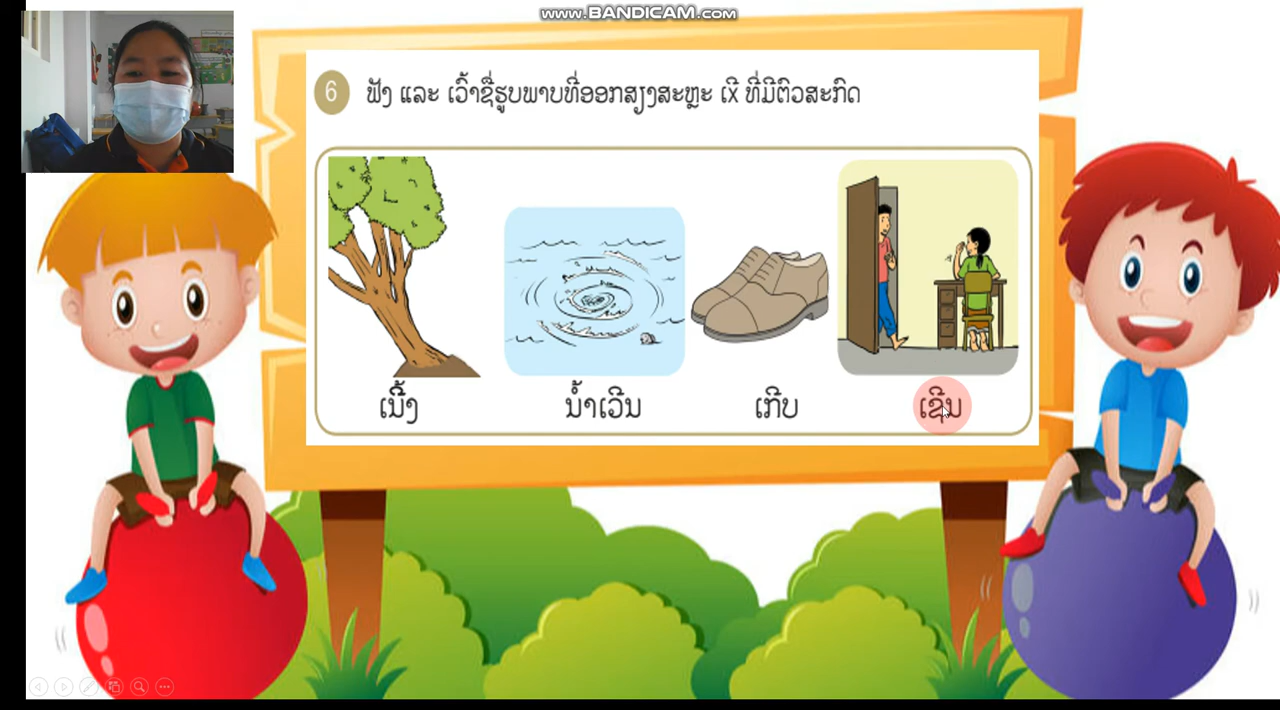 www.BANDICAM.com
6 ຟັງ ແລະ ເວົ້າຊື່ຮູບພາບທີ່ອອກສຽງສະຫຼະ ເxີ ທີ່ມີຕົວສະກົດ
ເນີ້ງ ນ້ຳເວີນ ເກີບ ເຊີນ